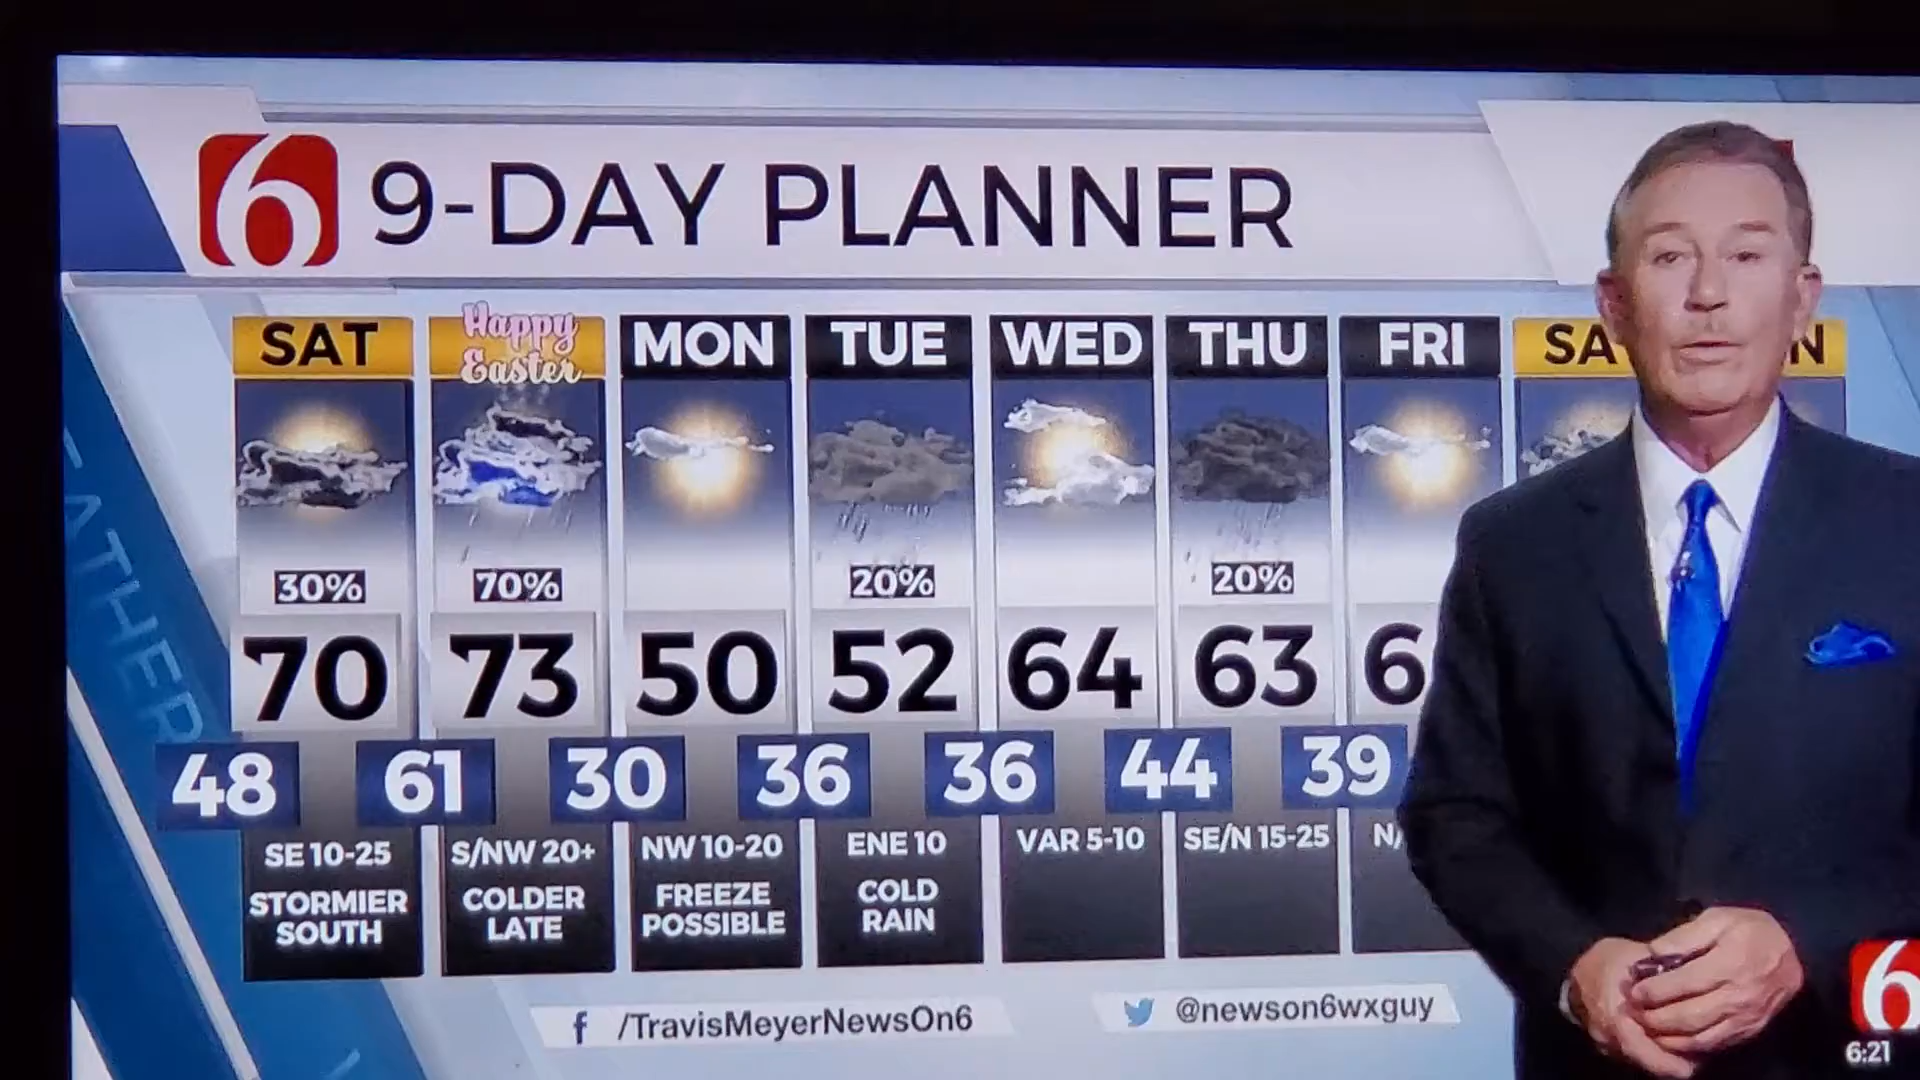 6 9-DAY PLANNER
SAT
Happy
Easter
MON
TUE
WED
THU
FRI
30%
70%
20%
20%
70
73
50
52
64
63
48
61
30
36
36
44
39
SE 10-25
S/NW 20+
NW 10-20
ENE 10
VAR 5-10
SE/N 15-25
STORMIER
SOUTH
COLDER
LATE
FREEZE
POSSIBLE
COLD
RAIN
/TravisMeyerNewsOn6
@newson6wxguy
6
6:21